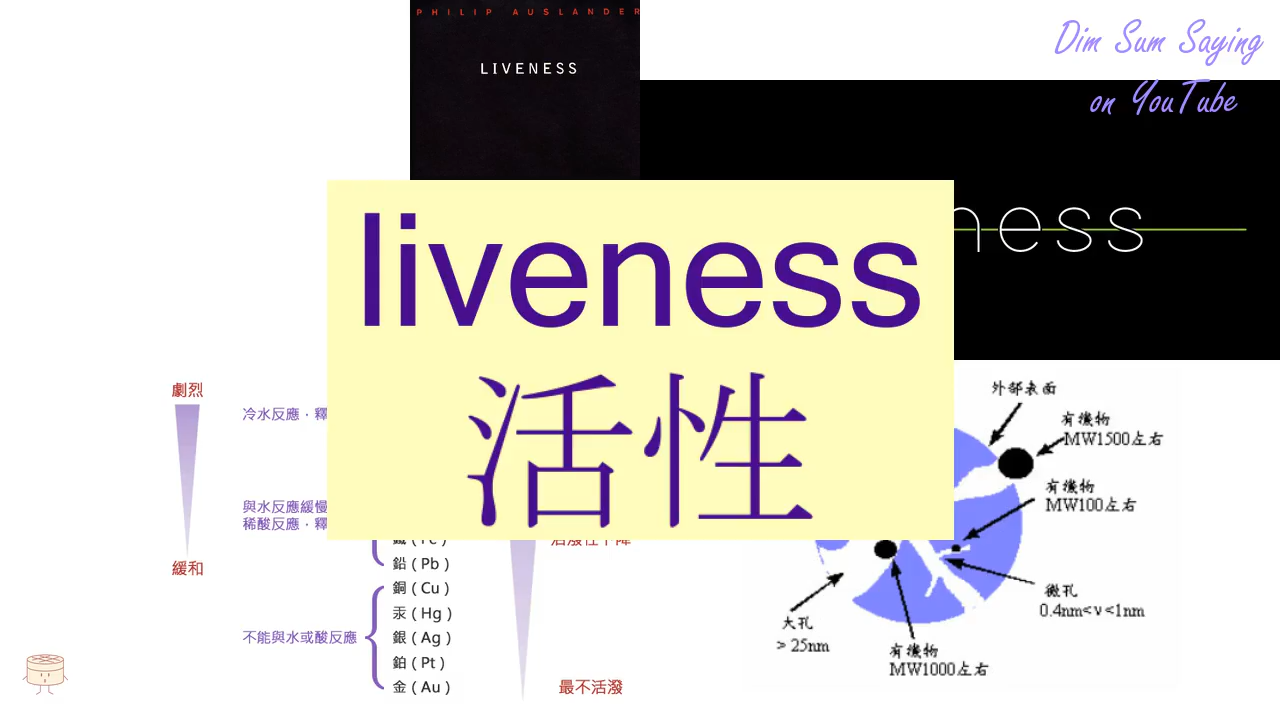 PHILIP AUSLANDER
LIVENESS
Dim Sum Saying
on YouTube
ness
liveness
活性
劇烈
冷水反應，釋
與水反應緩慢
稀酸反應，釋
緩和
鉛 ( Pb )
銅 ( Cu )
汞 ( Hg )
不能與水或酸反應
銀 ( Ag )
鉑 ( Pt )
金 ( Au )
活潑性下降
最不活潑
外部表面
有機物
MW1500左右
有機物
MW100左右
微孔
0.4nm<v<1nm
大孔
> 25nm
有機物
MW1000左右